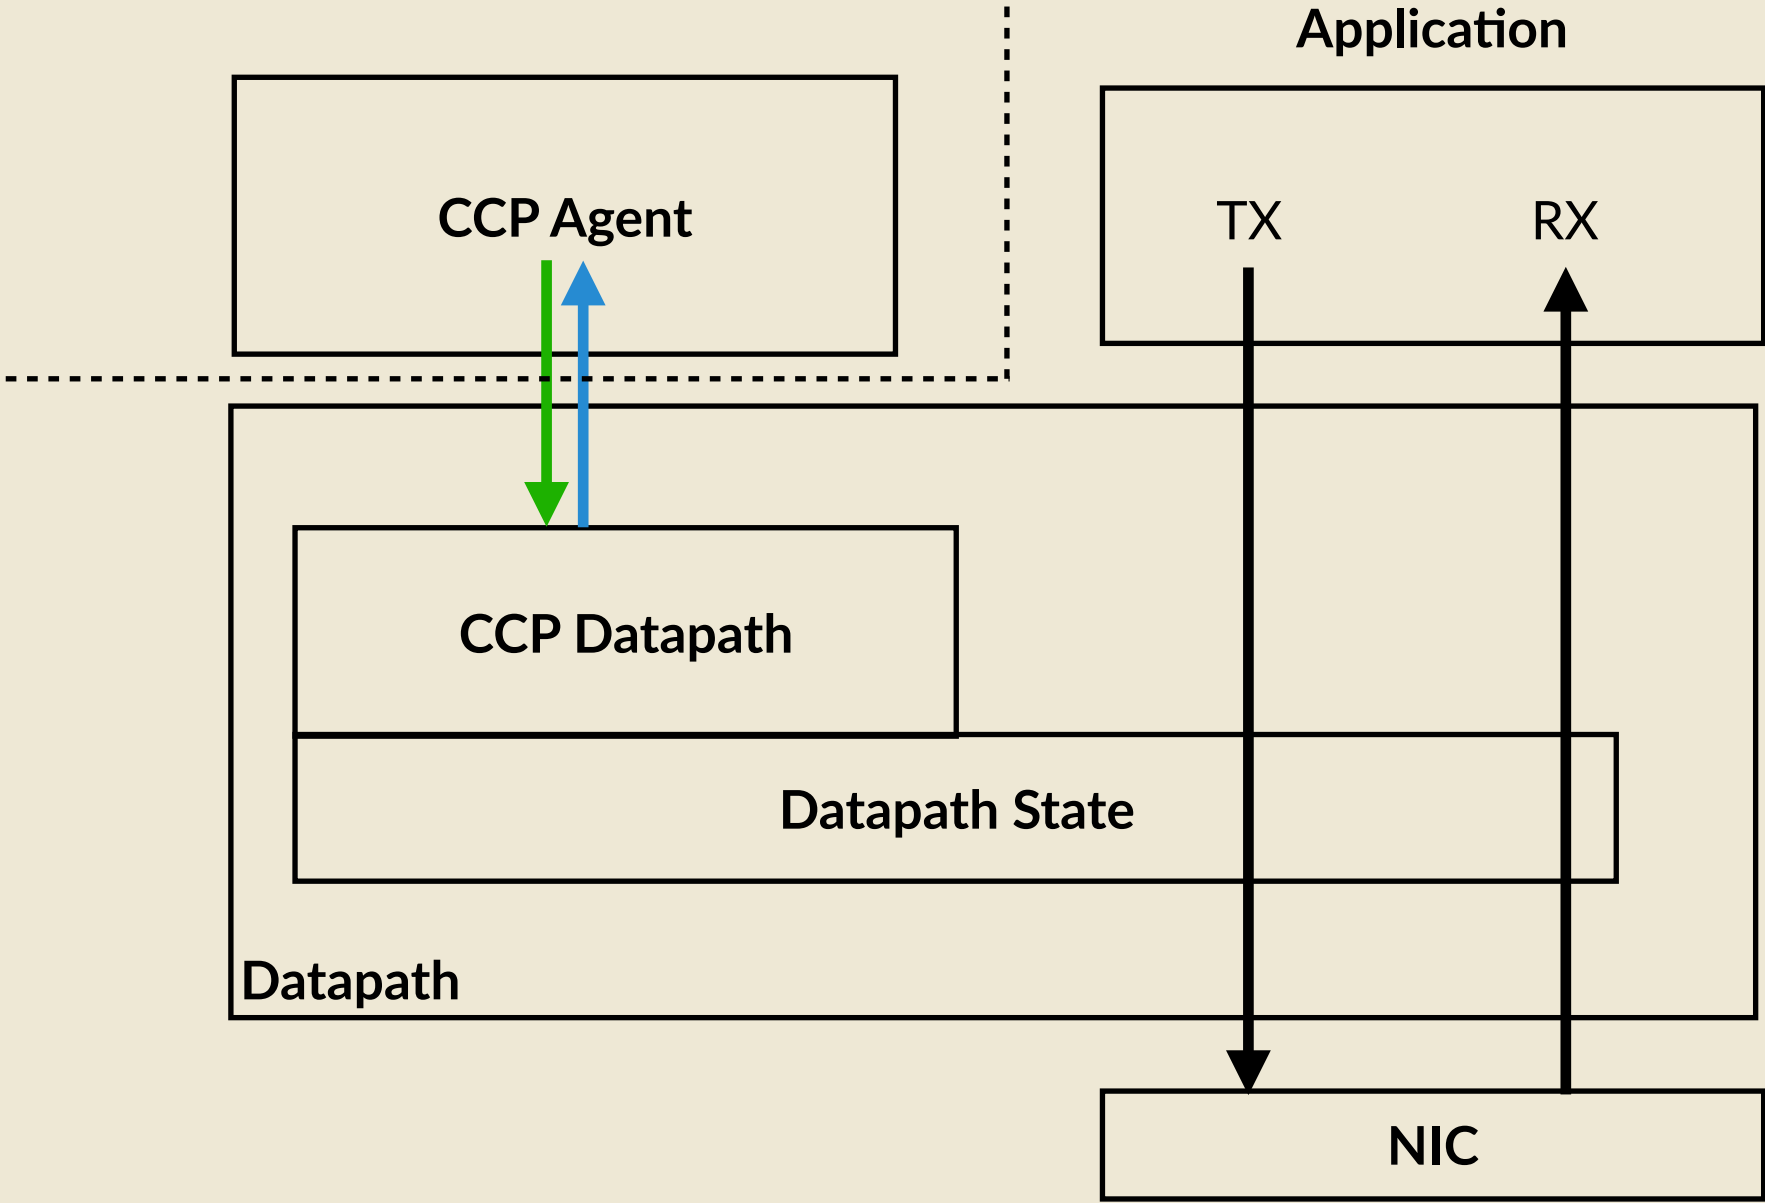 Application
CCP Agent
TX
RX
CCP Datapath
Datapath State
Datapath
NIC